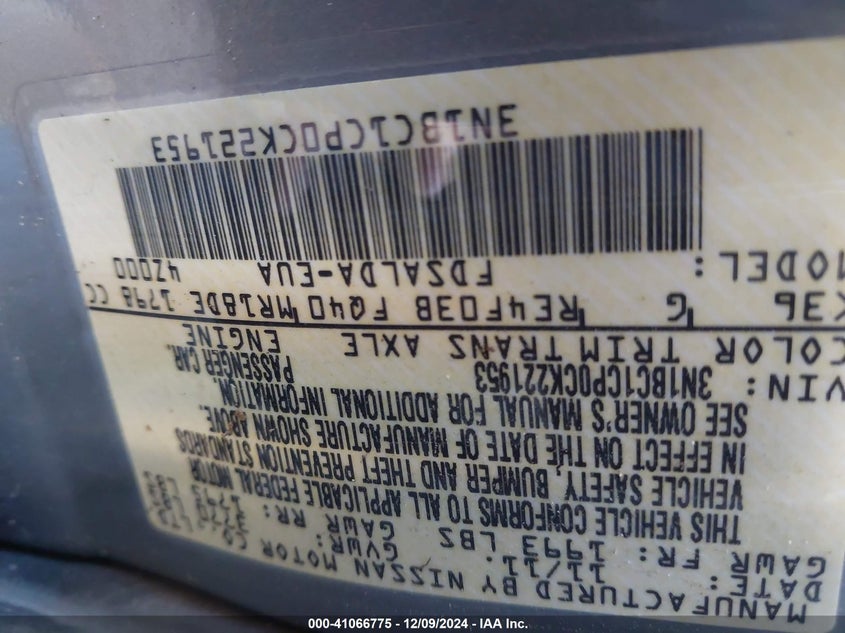 MANUFACTURED BY NISSAN MOTOR CO
DATE: 11/11
GVWR:
GAWR FR: 1993 LBS
GAWR RR:
THIS VEHICLE CONFORMS TO ALL APPLICABLE FEDERAL MOTOR
VEHICLE SAFETY, BUMPER AND THEFT PREVENTION STANDARDS
IN EFFECT ON THE DATE OF MANUFACTURE SHOWN ABOVE.
SEE OWNER'S MANUAL FOR ADDITIONAL INFORMATION.
VIN: 3N1BC1CP0CK221953 PASSENGER CAR.
COLOR TRIM TRANS AXLE ENGINE
K36 G RE4F03B FQ40 MR18DE 1798 CC
MODEL: FDSALDA-EUA 4Z000
3N1BC1CP0CK221953
000-41066775 - 12/09/2024 - IAA Inc.